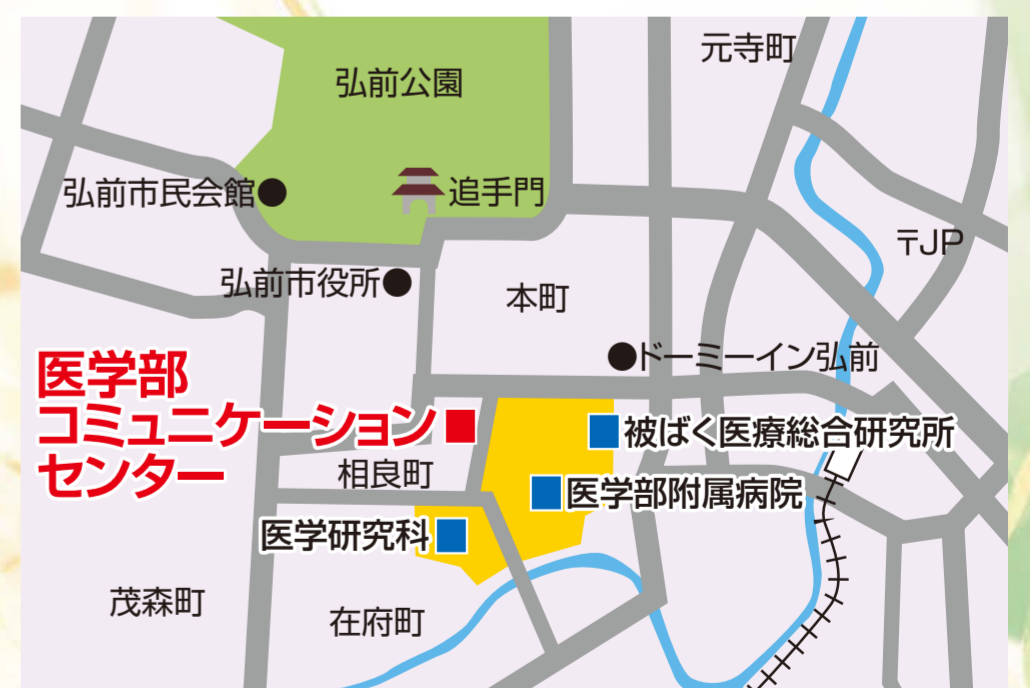 元寺町
弘前公園
弘前市民会館
追手門
〒JP
弘前市役所
本町
ドーミーイン弘前
医学部
コミュニケーション
センター
被ばく医療総合研究所
相良町
医学部附属病院
医学研究科
茂森町
在府町